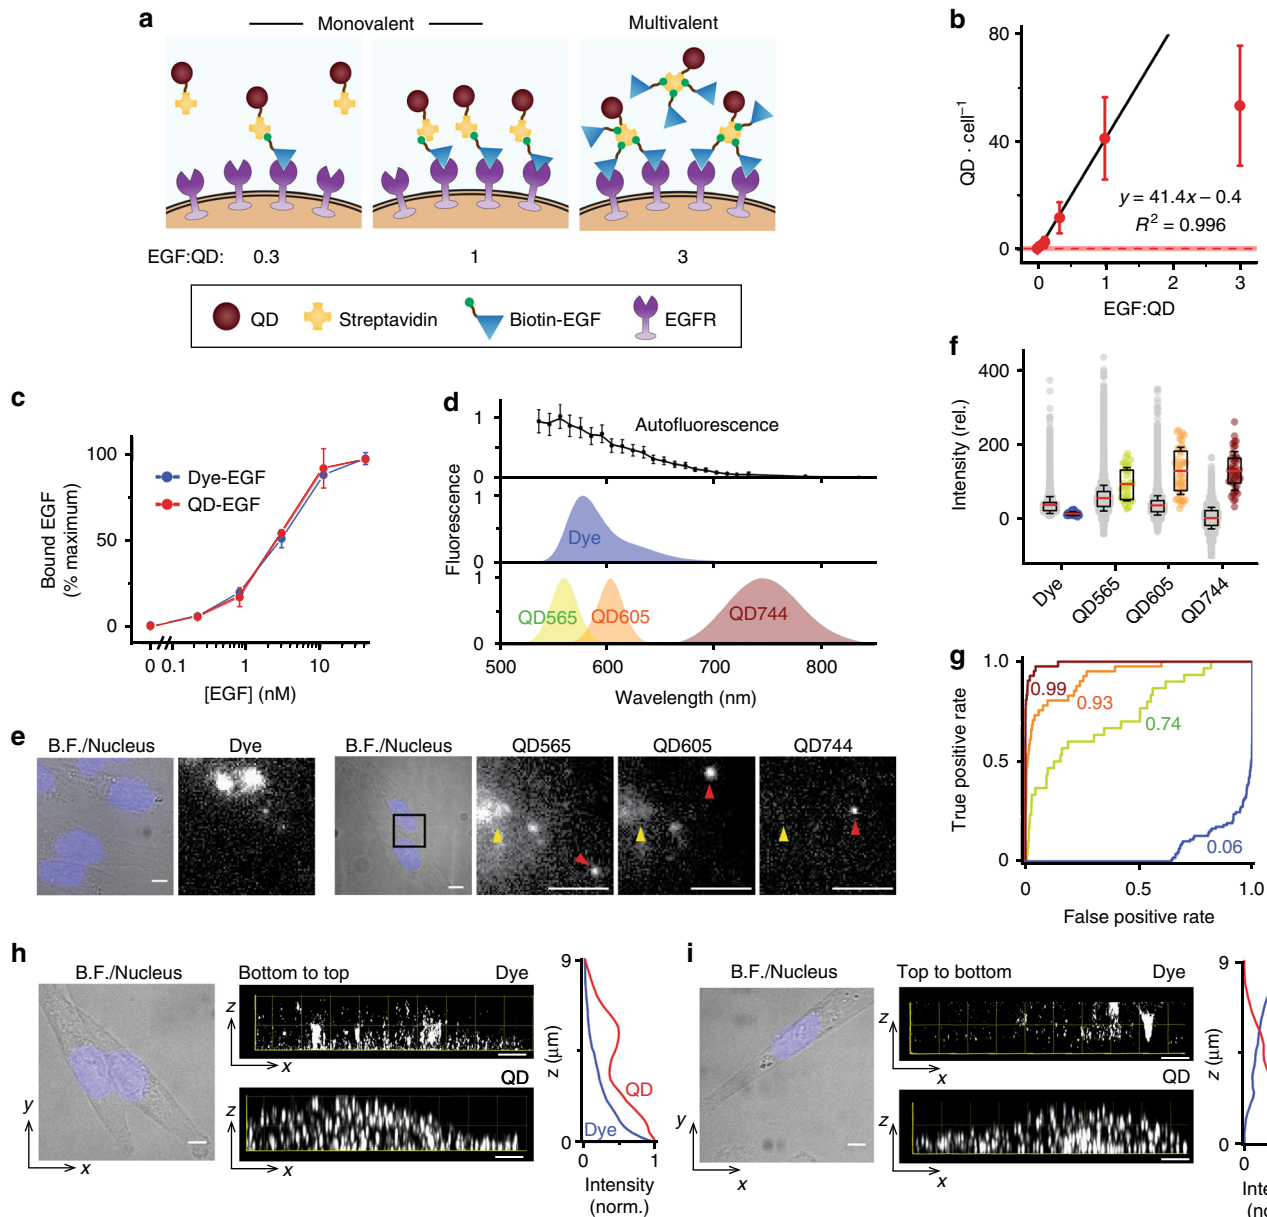 a
Monovalent
Multivalent
EGF:QD:
0.3
1
3
QD
Streptavidin
Biotin-EGF
EGFR
b
80
40
0
QD · cell⁻¹
y = 41.4x – 0.4
R² = 0.996
0 1 2 3
EGF:QD
c
100
50
0
Bound EGF
(% maximum)
Dye-EGF
QD-EGF
0 0.1 1 10
[EGF] (nM)
d
Fluorescence
1
0
Autofluorescence
1
0
Dye
1
0
QD565
QD605
QD744
500 600 700 800
Wavelength (nm)
f
400
200
0
Intensity (rel.)
Dye
QD565
QD605
QD744
e
B.F./Nucleus
Dye
B.F./Nucleus
QD565
QD605
QD744
g
1.0
0.5
0
True positive rate
0.99
0.93
0.74
0.06
0 0.5 1.0
False positive rate
h
B.F./Nucleus
y
x
Bottom to top
Dye
z
x
QD
z
x
9
0
z (μm)
QD
Dye
0 1
Intensity
(norm.)
i
B.F./Nucleus
y
x
Top to bottom
Dye
z
x
QD
z
x
9
0
z (μm)
0